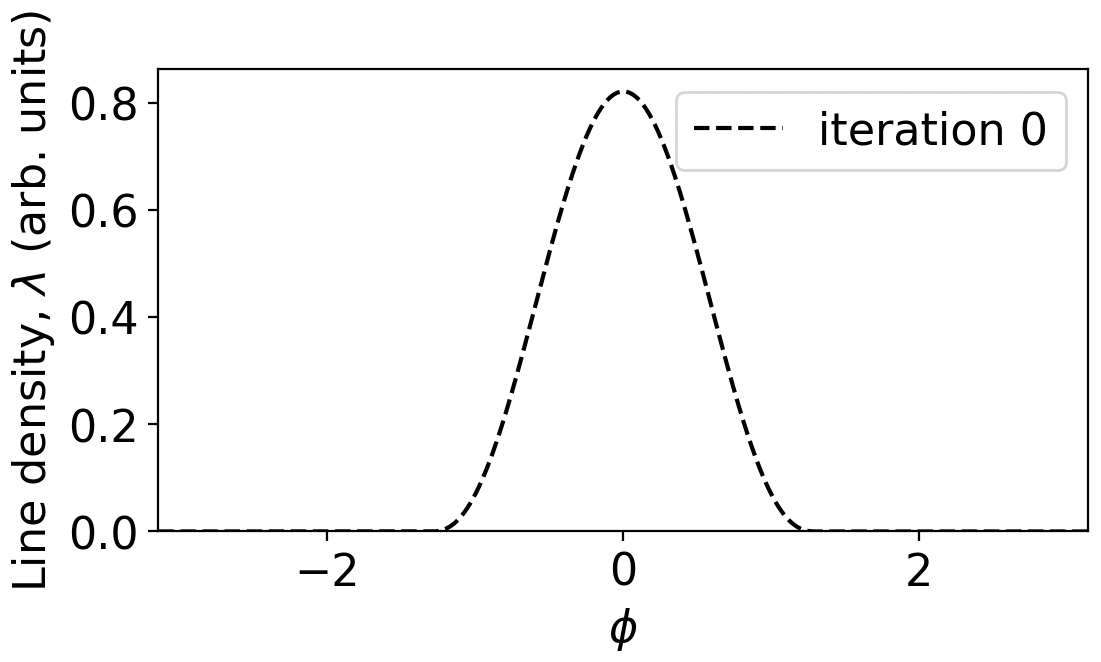 Line density, λ (arb. units)
0.8
0.6
0.4
0.2
0.0
iteration 0
−2
0
2
ϕ